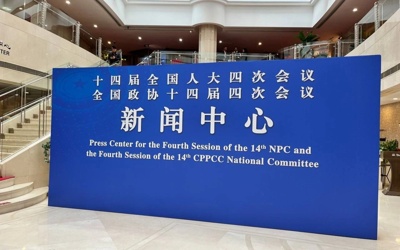 十四届全国人大四次会议
全国政协十四届四次会议
新闻中心
Press Center for the Fourth Session of the 14th NPC and
the Fourth Session of the 14th CPPCC National Committee